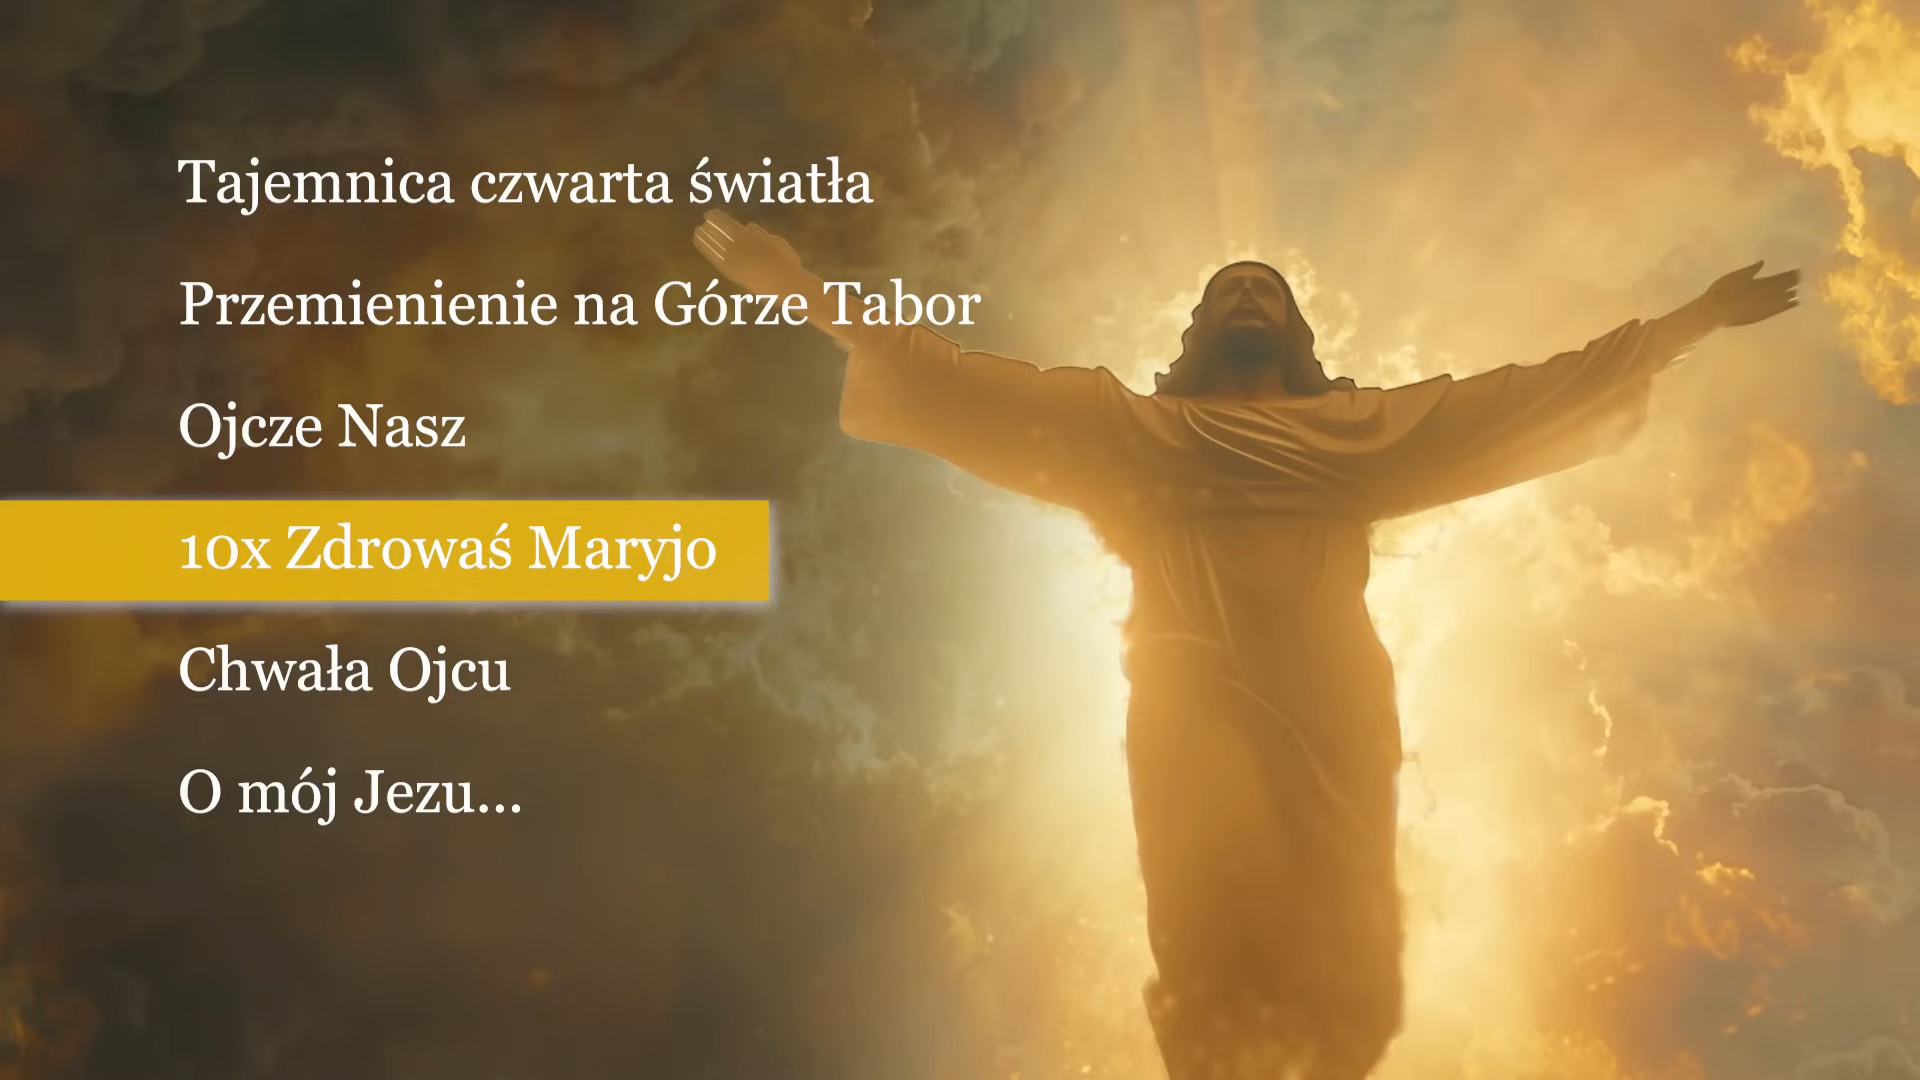 Tajemnica czwarta światła
Przemienienie na Górze Tabor
Ojcze Nasz
10x Zdrowaś Maryjo
Chwała Ojcu
O mój Jezu...